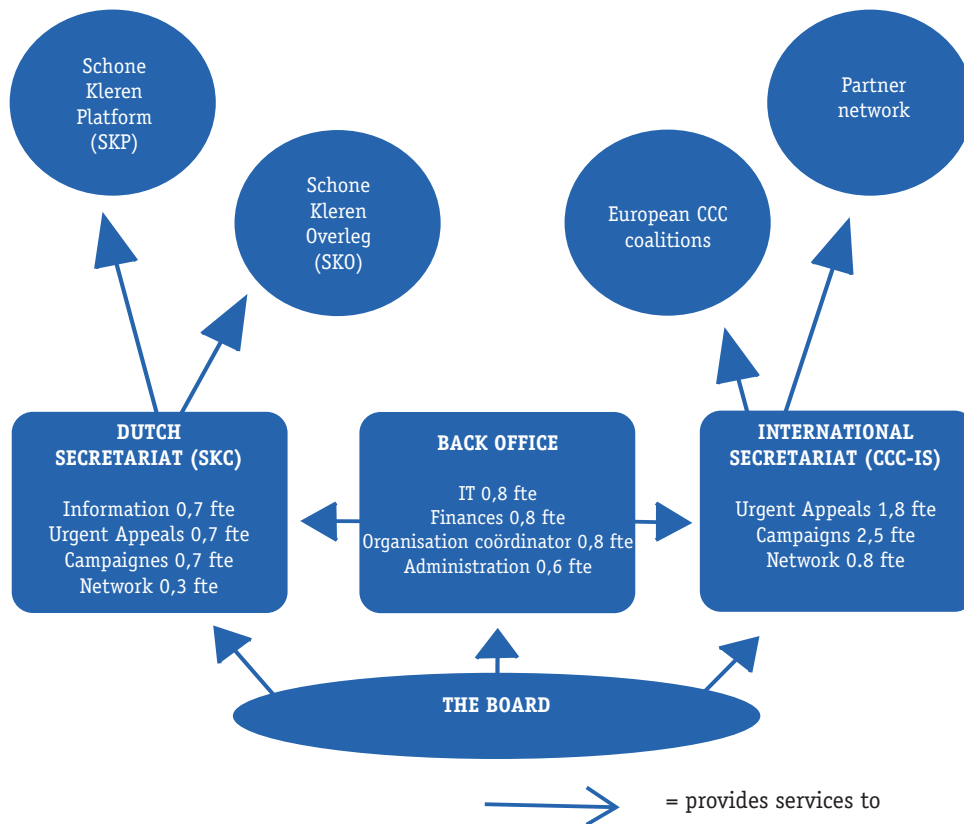 Schone
Kleren
Platform
(SKP)
Schone
Kleren
Overleg
(SKO)
European CCC
coalitions
Partner
network
DUTCH
SECRETARIAT (SKC)
Information 0,7 fte
Urgent Appeals 0,7 fte
Campaignes 0,7 fte
Network 0,3 fte
BACK OFFICE
IT 0,8 fte
Finances 0,8 fte
Organisation coördinator 0,8 fte
Administration 0,6 fte
INTERNATIONAL
SECRETARIAT (CCC-IS)
Urgent Appeals 1,8 fte
Campaigns 2,5 fte
Network 0.8 fte
THE BOARD
= provides services to